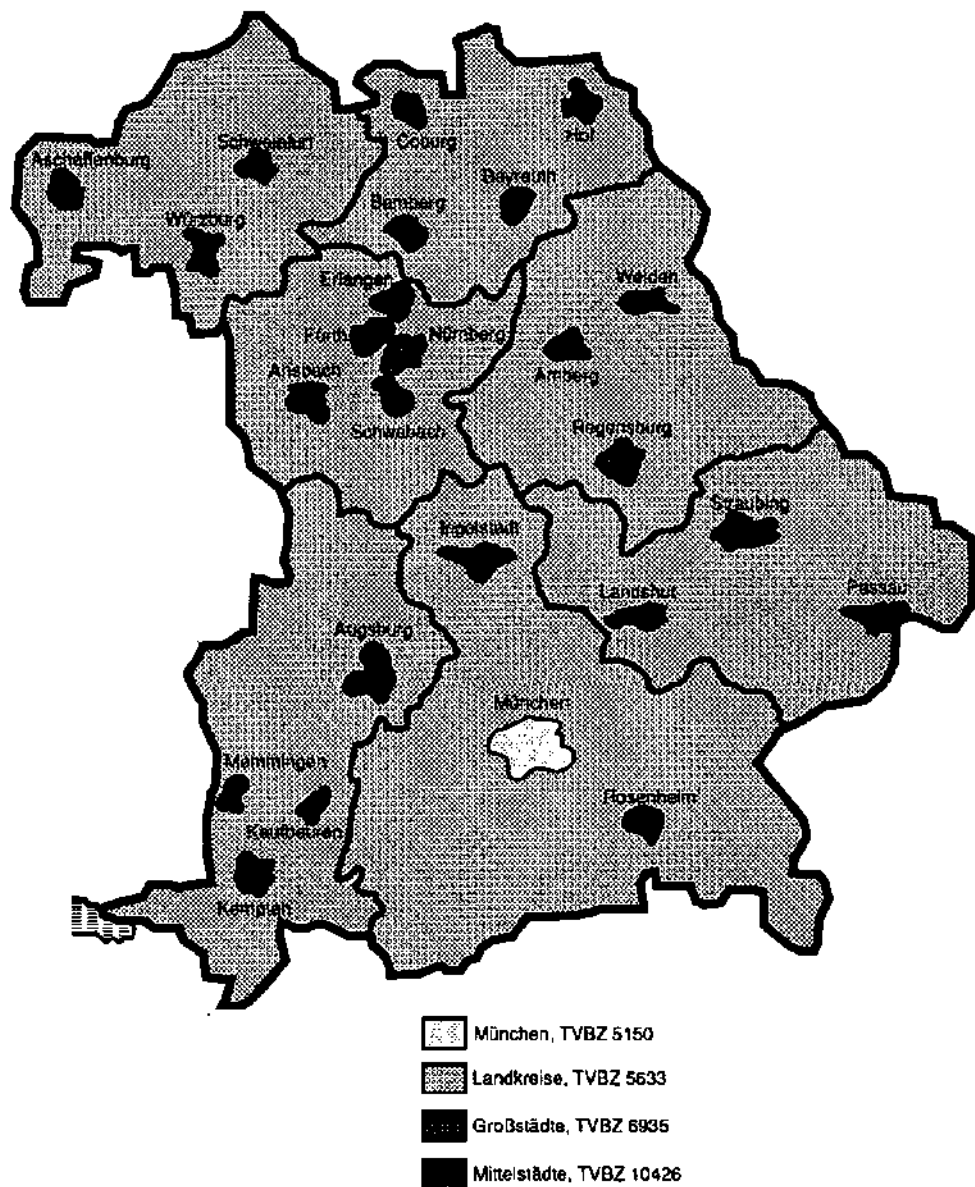 Coburg
Hof
Schweinfurt
Aschaffenburg
Bayreuth
Bamberg
Würzburg
Weiden
Erlangen
Fürth
Nürnberg
Ansbach
Amberg
Schwabach
Regensburg
Straubing
Ingolstadt
Landshut
Passau
Augsburg
München
Memmingen
Rosenheim
Kaufbeuren
Kempten
München, TVBZ 5150
Landkreise, TVBZ 5633
Großstädte, TVBZ 6935
Mittelstädte, TVBZ 10426